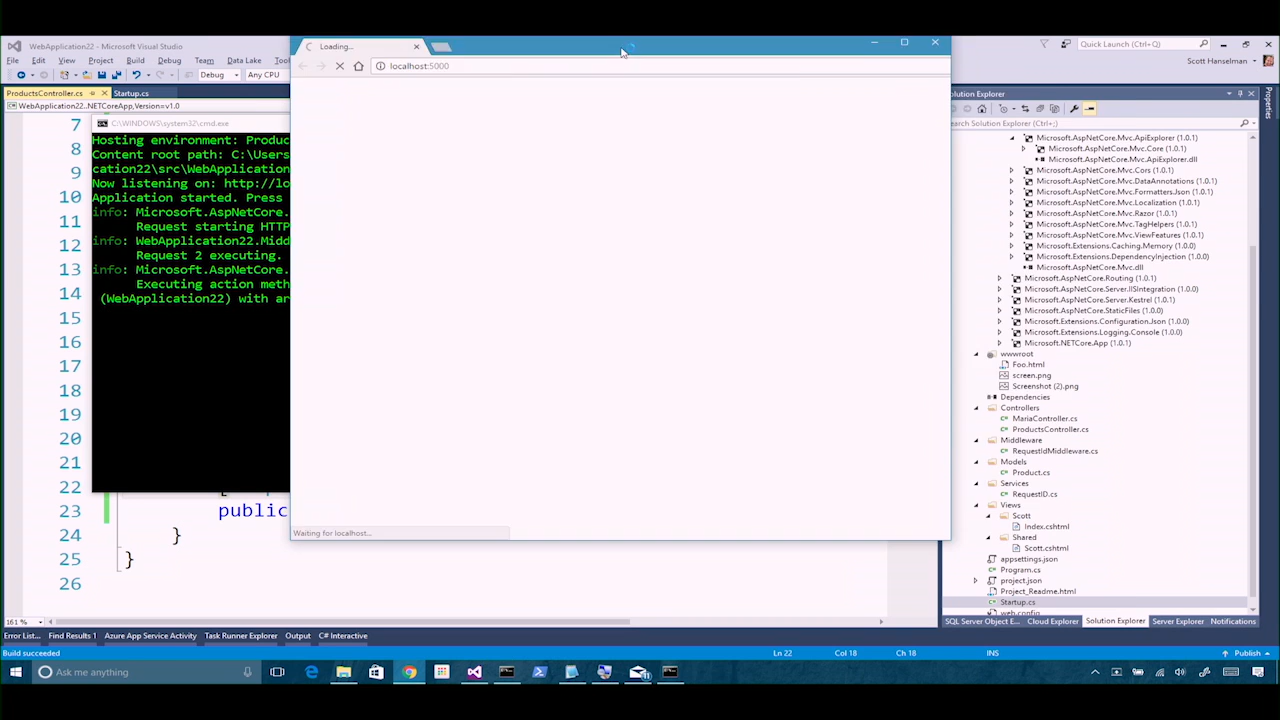 WebApplication22 - Microsoft Visual Studio
Loading...
Quick Launch (Ctrl+;)
File Edit View Project Build Debug Team Data Lake
Scott Hanselman
localhost:5000
Debug Any CPU
ProductsController.cs Startup.cs
Solution Explorer
WebApplication22..NETCoreApp,Version=v1.0
C:\WINDOWS\system32\cmd.exe
Search Solution Explorer (Ctrl+;)
Hosting environment: Produc
Content root path: C:\Users
cation22\src\WebApplication
Now listening on: http://lo
Application started. Press
info: Microsoft.AspNetCore.
Request starting HTTP
info: WebApplication22.Midd
Request 2 executing.
info: Microsoft.AspNetCore.
Executing action meth
(WebApplication22) with ar
7
8
9
10
11
12
13
14
15
16
17
18
19
20
21
22 [
23 public
24 }
25 }
26
Waiting for localhost...
Microsoft.AspNetCore.Mvc.ApiExplorer (1.0.1)
Microsoft.AspNetCore.Mvc.Core (1.0.1)
Microsoft.AspNetCore.Mvc.ApiExplorer.dll
Microsoft.AspNetCore.Mvc.Cors (1.0.1)
Microsoft.AspNetCore.Mvc.DataAnnotations (1.0.1)
Microsoft.AspNetCore.Mvc.Formatters.Json (1.0.1)
Microsoft.AspNetCore.Mvc.Localization (1.0.1)
Microsoft.AspNetCore.Mvc.Razor (1.0.1)
Microsoft.AspNetCore.Mvc.TagHelpers (1.0.1)
Microsoft.AspNetCore.Mvc.ViewFeatures (1.0.1)
Microsoft.Extensions.Caching.Memory (1.0.0)
Microsoft.Extensions.DependencyInjection (1.0.0)
Microsoft.AspNetCore.Mvc.dll
Microsoft.AspNetCore.Routing (1.0.1)
Microsoft.AspNetCore.Server.IISIntegration (1.0.0)
Microsoft.AspNetCore.Server.Kestrel (1.0.1)
Microsoft.AspNetCore.StaticFiles (1.0.0)
Microsoft.Extensions.Configuration.Json (1.0.0)
Microsoft.Extensions.Logging.Console (1.0.0)
Microsoft.NETCore.App (1.0.1)
wwwroot
Foo.html
screen.png
Screenshot (2).png
Dependencies
Controllers
MariaController.cs
ProductsController.cs
Middleware
RequestIdMiddleware.cs
Models
Product.cs
Services
RequestID.cs
Views
Scott
Index.cshtml
Shared
Scott.cshtml
appsettings.json
Program.cs
project.json
Project_Readme.html
Startup.cs
web.config
Properties
161 %
SQL Server Object E... Cloud Explorer Solution Explorer Server Explorer Notifications
Error List... Find Results 1 Azure App Service Activity Task Runner Explorer Output C# Interactive
Build succeeded Ln 22 Col 18 Ch 18 INS Publish
Ask me anything
11